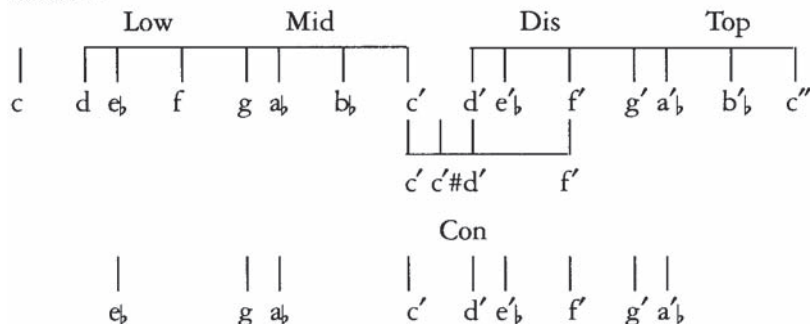 Low Mid Dis Top
c d e♭ f g a♭ b♭ c′ d′ e′♭ f′ g′ a′♭ b′♭ c″
c′ c′# d′ f′
Con
e♭ g a♭ c′ d′ e′♭ f′ g′ a′♭